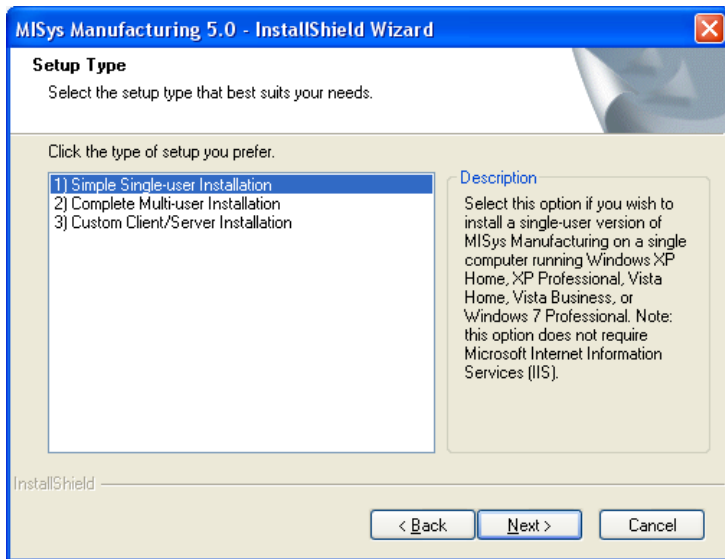 MISys Manufacturing 5.0 - InstallShield Wizard
Setup Type
Select the setup type that best suits your needs.
Click the type of setup you prefer.
1) Simple Single-user Installation
2) Complete Multi-user Installation
3) Custom Client/Server Installation
Description
Select this option if you wish to
install a single-user version of
MISys Manufacturing on a single
computer running Windows XP
Home, XP Professional, Vista
Home, Vista Business, or
Windows 7 Professional. Note:
this option does not require
Microsoft Internet Information
Services (IIS).
InstallShield
< Back
Next >
Cancel